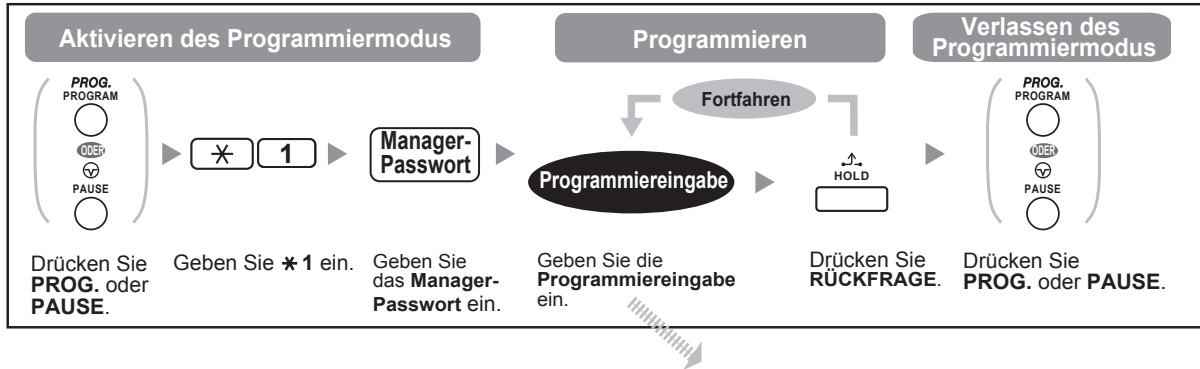 Aktivieren des Programmiermodus
Programmieren
Verlassen des
Programmiermodus
PROG.
PROGRAM
ODER
PAUSE
✱ 1
Manager-
Passwort
Fortfahren
Programmiereingabe
HOLD
PROG.
PROGRAM
ODER
PAUSE
Drücken Sie
PROG. oder
PAUSE.
Geben Sie ✱ 1 ein.
Geben Sie
das Manager-
Passwort ein.
Geben Sie die
Programmiereingabe
ein.
Drücken Sie
RÜCKFRAGE.
Drücken Sie
PROG. oder PAUSE.